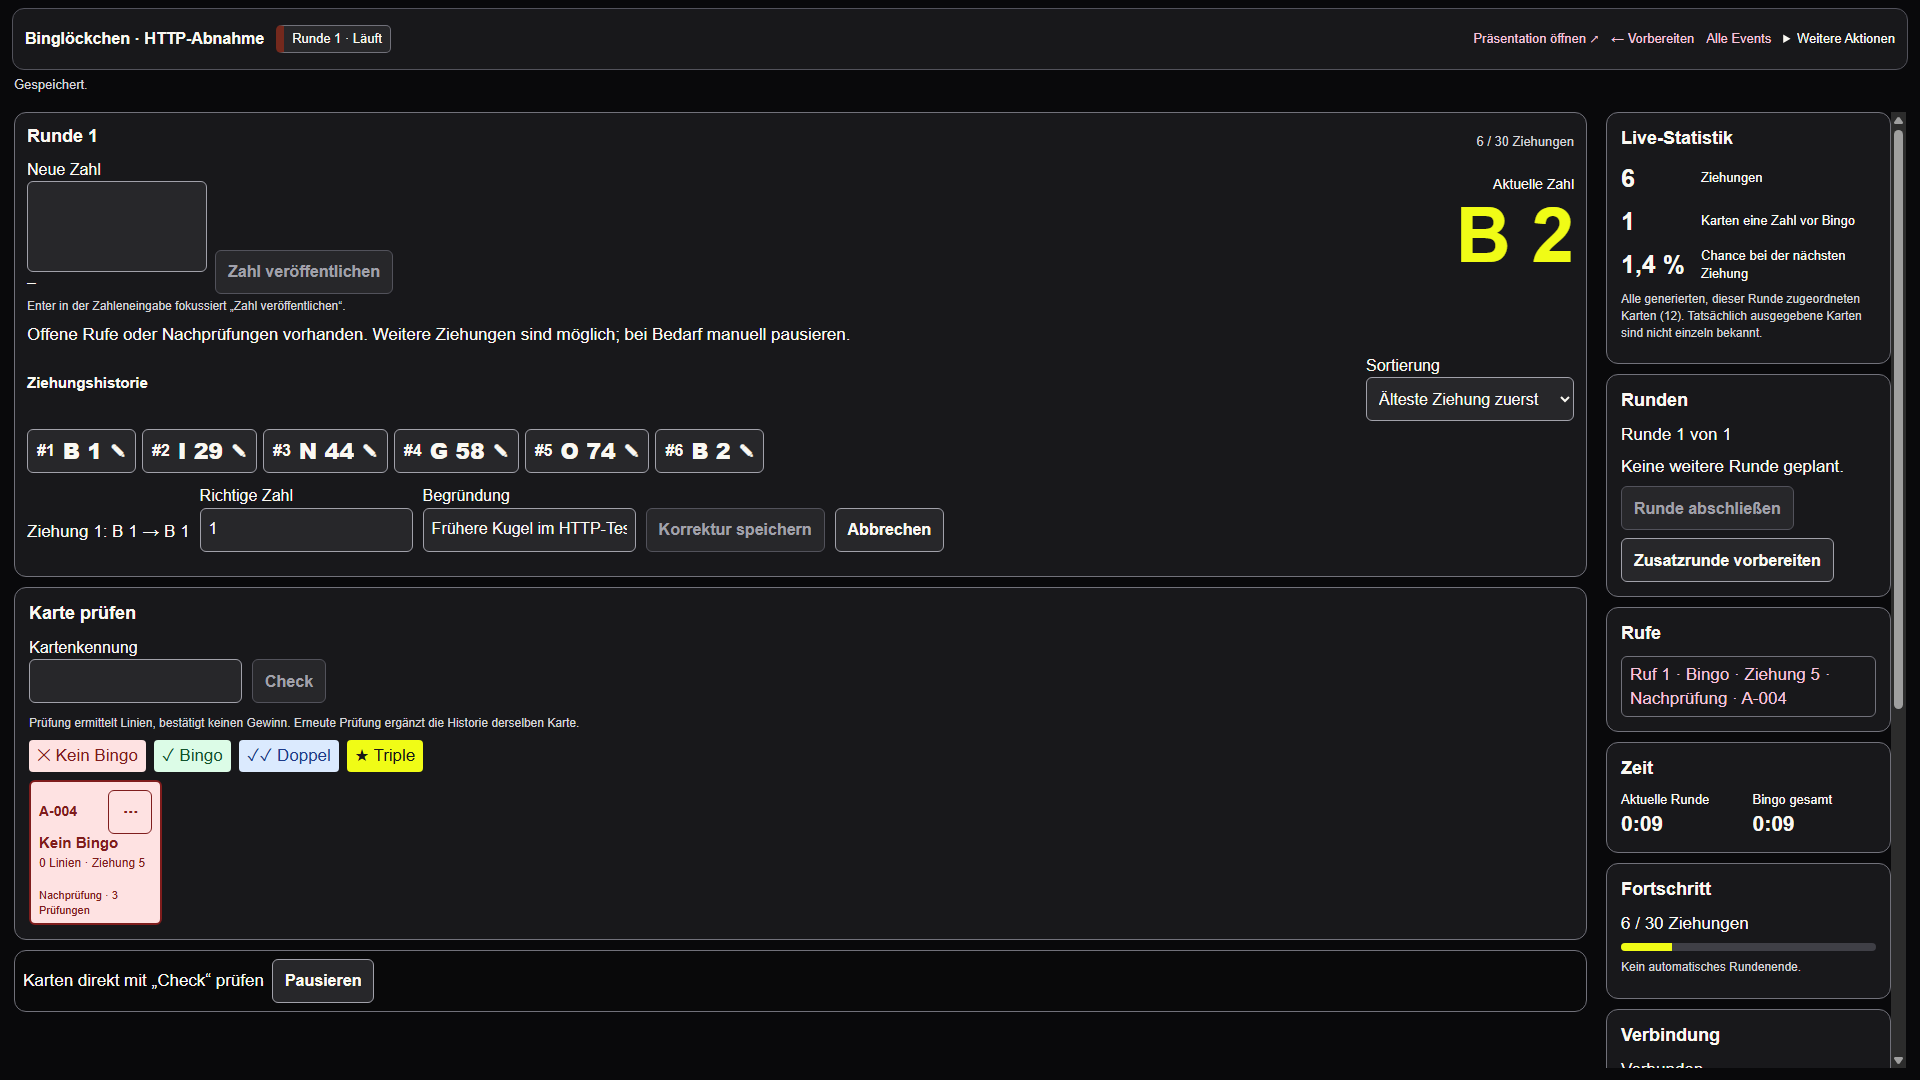 Binglöckchen · HTTP-Abnahme
Runde 1 · Läuft
Präsentation öffnen ↗
← Vorbereiten
Alle Events
▶ Weitere Aktionen
Gespeichert.
Runde 1
6 / 30 Ziehungen
Neue Zahl
Aktuelle Zahl
B 2
Zahl veröffentlichen
–
Enter in der Zahleneingabe fokussiert „Zahl veröffentlichen“.
Offene Rufe oder Nachprüfungen vorhanden. Weitere Ziehungen sind möglich; bei Bedarf manuell pausieren.
Ziehungshistorie
Sortierung
Älteste Ziehung zuerst
#1 B 1 ✎
#2 I 29 ✎
#3 N 44 ✎
#4 G 58 ✎
#5 O 74 ✎
#6 B 2 ✎
Ziehung 1: B 1 → B 1
Richtige Zahl
1
Begründung
Frühere Kugel im HTTP-Tes
Korrektur speichern
Abbrechen
Karte prüfen
Kartenkennung
Check
Prüfung ermittelt Linien, bestätigt keinen Gewinn. Erneute Prüfung ergänzt die Historie derselben Karte.
✕ Kein Bingo
✓ Bingo
✓✓ Doppel
★ Triple
A-004
---
Kein Bingo
0 Linien · Ziehung 5
Nachprüfung · 3
Prüfungen
Karten direkt mit „Check“ prüfen
Pausieren
Live-Statistik
6 Ziehungen
1 Karten eine Zahl vor Bingo
1,4 % Chance bei der nächsten
Ziehung
Alle generierten, dieser Runde zugeordneten
Karten (12). Tatsächlich ausgegebene Karten
sind nicht einzeln bekannt.
Runden
Runde 1 von 1
Keine weitere Runde geplant.
Runde abschließen
Zusatzrunde vorbereiten
Rufe
Ruf 1 · Bingo · Ziehung 5 ·
Nachprüfung · A-004
Zeit
Aktuelle Runde
0:09
Bingo gesamt
0:09
Fortschritt
6 / 30 Ziehungen
Kein automatisches Rundenende.
Verbindung
Verbunden